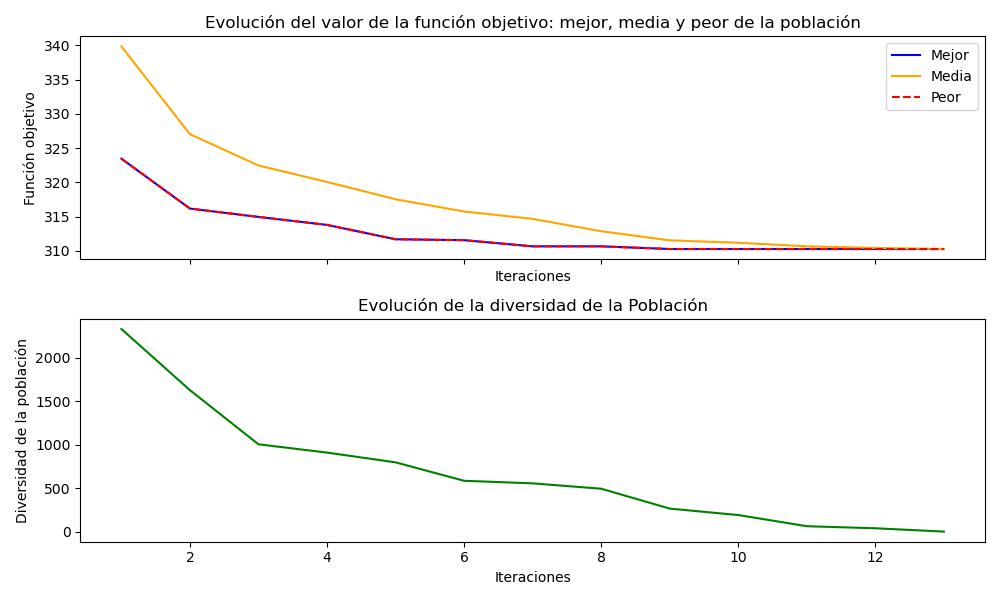 Evolución del valor de la función objetivo: mejor, media y peor de la población
Función objetivo
340
335
330
325
320
315
310
Mejor
Media
Peor
Iteraciones
Evolución de la diversidad de la Población
Diversidad de la población
2000
1500
1000
500
0
2
4
6
8
10
12
Iteraciones